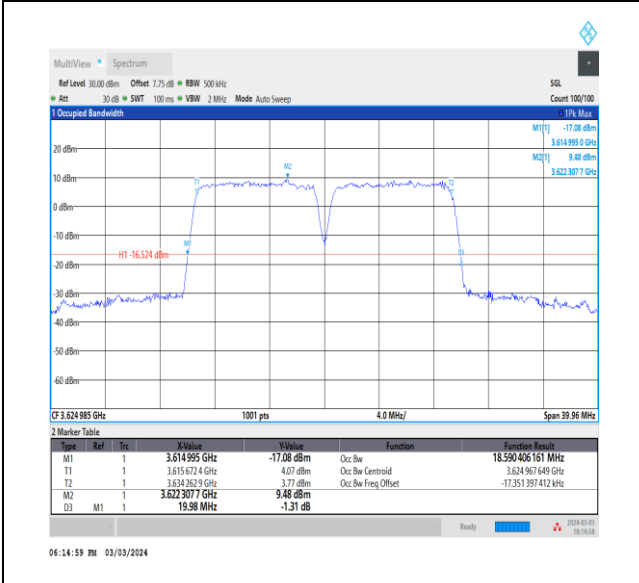 MultiView Spectrum
Ref Level 30.00 dBm Offset 7.75 dB RBW 500 kHz SGL
Att 30 dB SWT 100 ms VBW 2 MHz Mode Auto Sweep Count 100/100
1 Occupied Bandwidth 1Pk Max
M1[1] -17.08 dBm
3.614 995 0 GHz
M2[1] 9.48 dBm
3.622 307 7 GHz
20 dBm
M2
10 dBm
T1
T2
0 dBm
-10 dBm
M1
H1 -16.524 dBm
D3
-20 dBm
-30 dBm
-40 dBm
-50 dBm
-60 dBm
CF 3.624 985 GHz 1001 pts 4.0 MHz/ Span 39.96 MHz
2 Marker Table
Type Ref Trc X-Value Y-Value Function Function Result
M1 1 3.614 995 GHz -17.08 dBm Occ Bw 18.590 406 161 MHz
T1 1 3.615 672 4 GHz 4.07 dBm Occ Bw Centroid 3.624 967 649 GHz
T2 1 3.634 262 9 GHz 3.77 dBm Occ Bw Freq Offset -17.351 397 412 kHz
M2 1 3.622 307 7 GHz 9.48 dBm
D3 M1 1 19.98 MHz -1.31 dB
Ready 2024-03-03
18:14:58
06:14:59 PM 03/03/2024